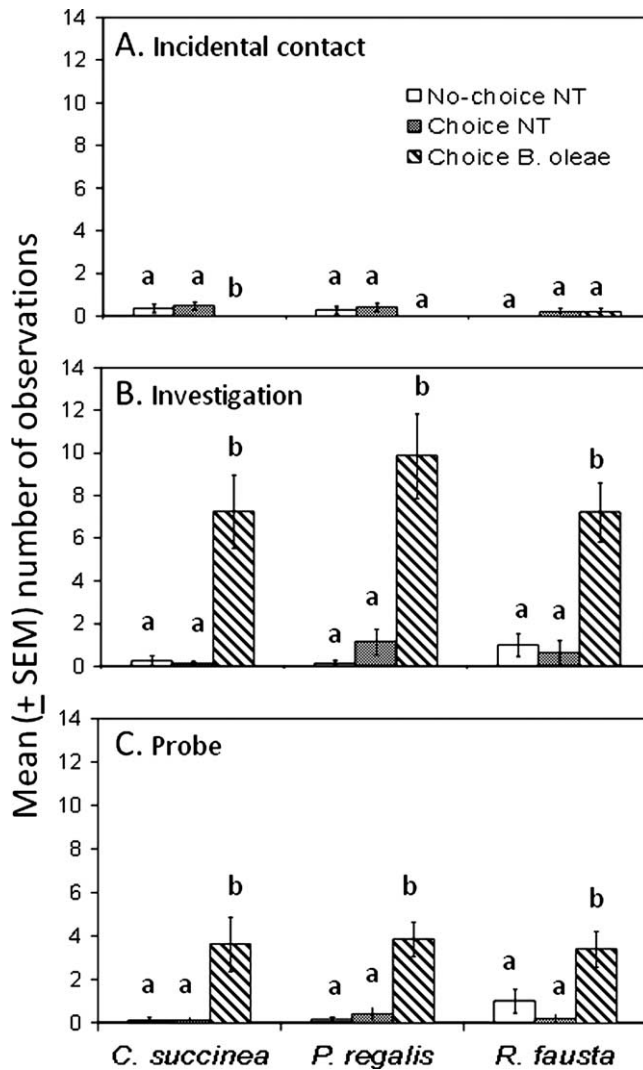 Mean (± SEM) number of observations
14
A. Incidental contact
12
No-choice NT
Choice NT
Choice B. oleae
10
8
6
4
2
a a b a a a a a a
0
14
B. Investigation
12
10
8
6
4
2
0
a a b a a b a a b
14
C. Probe
12
10
8
6
4
2
0
a a b a a b a a b
C. succinea P. regalis R. fausta